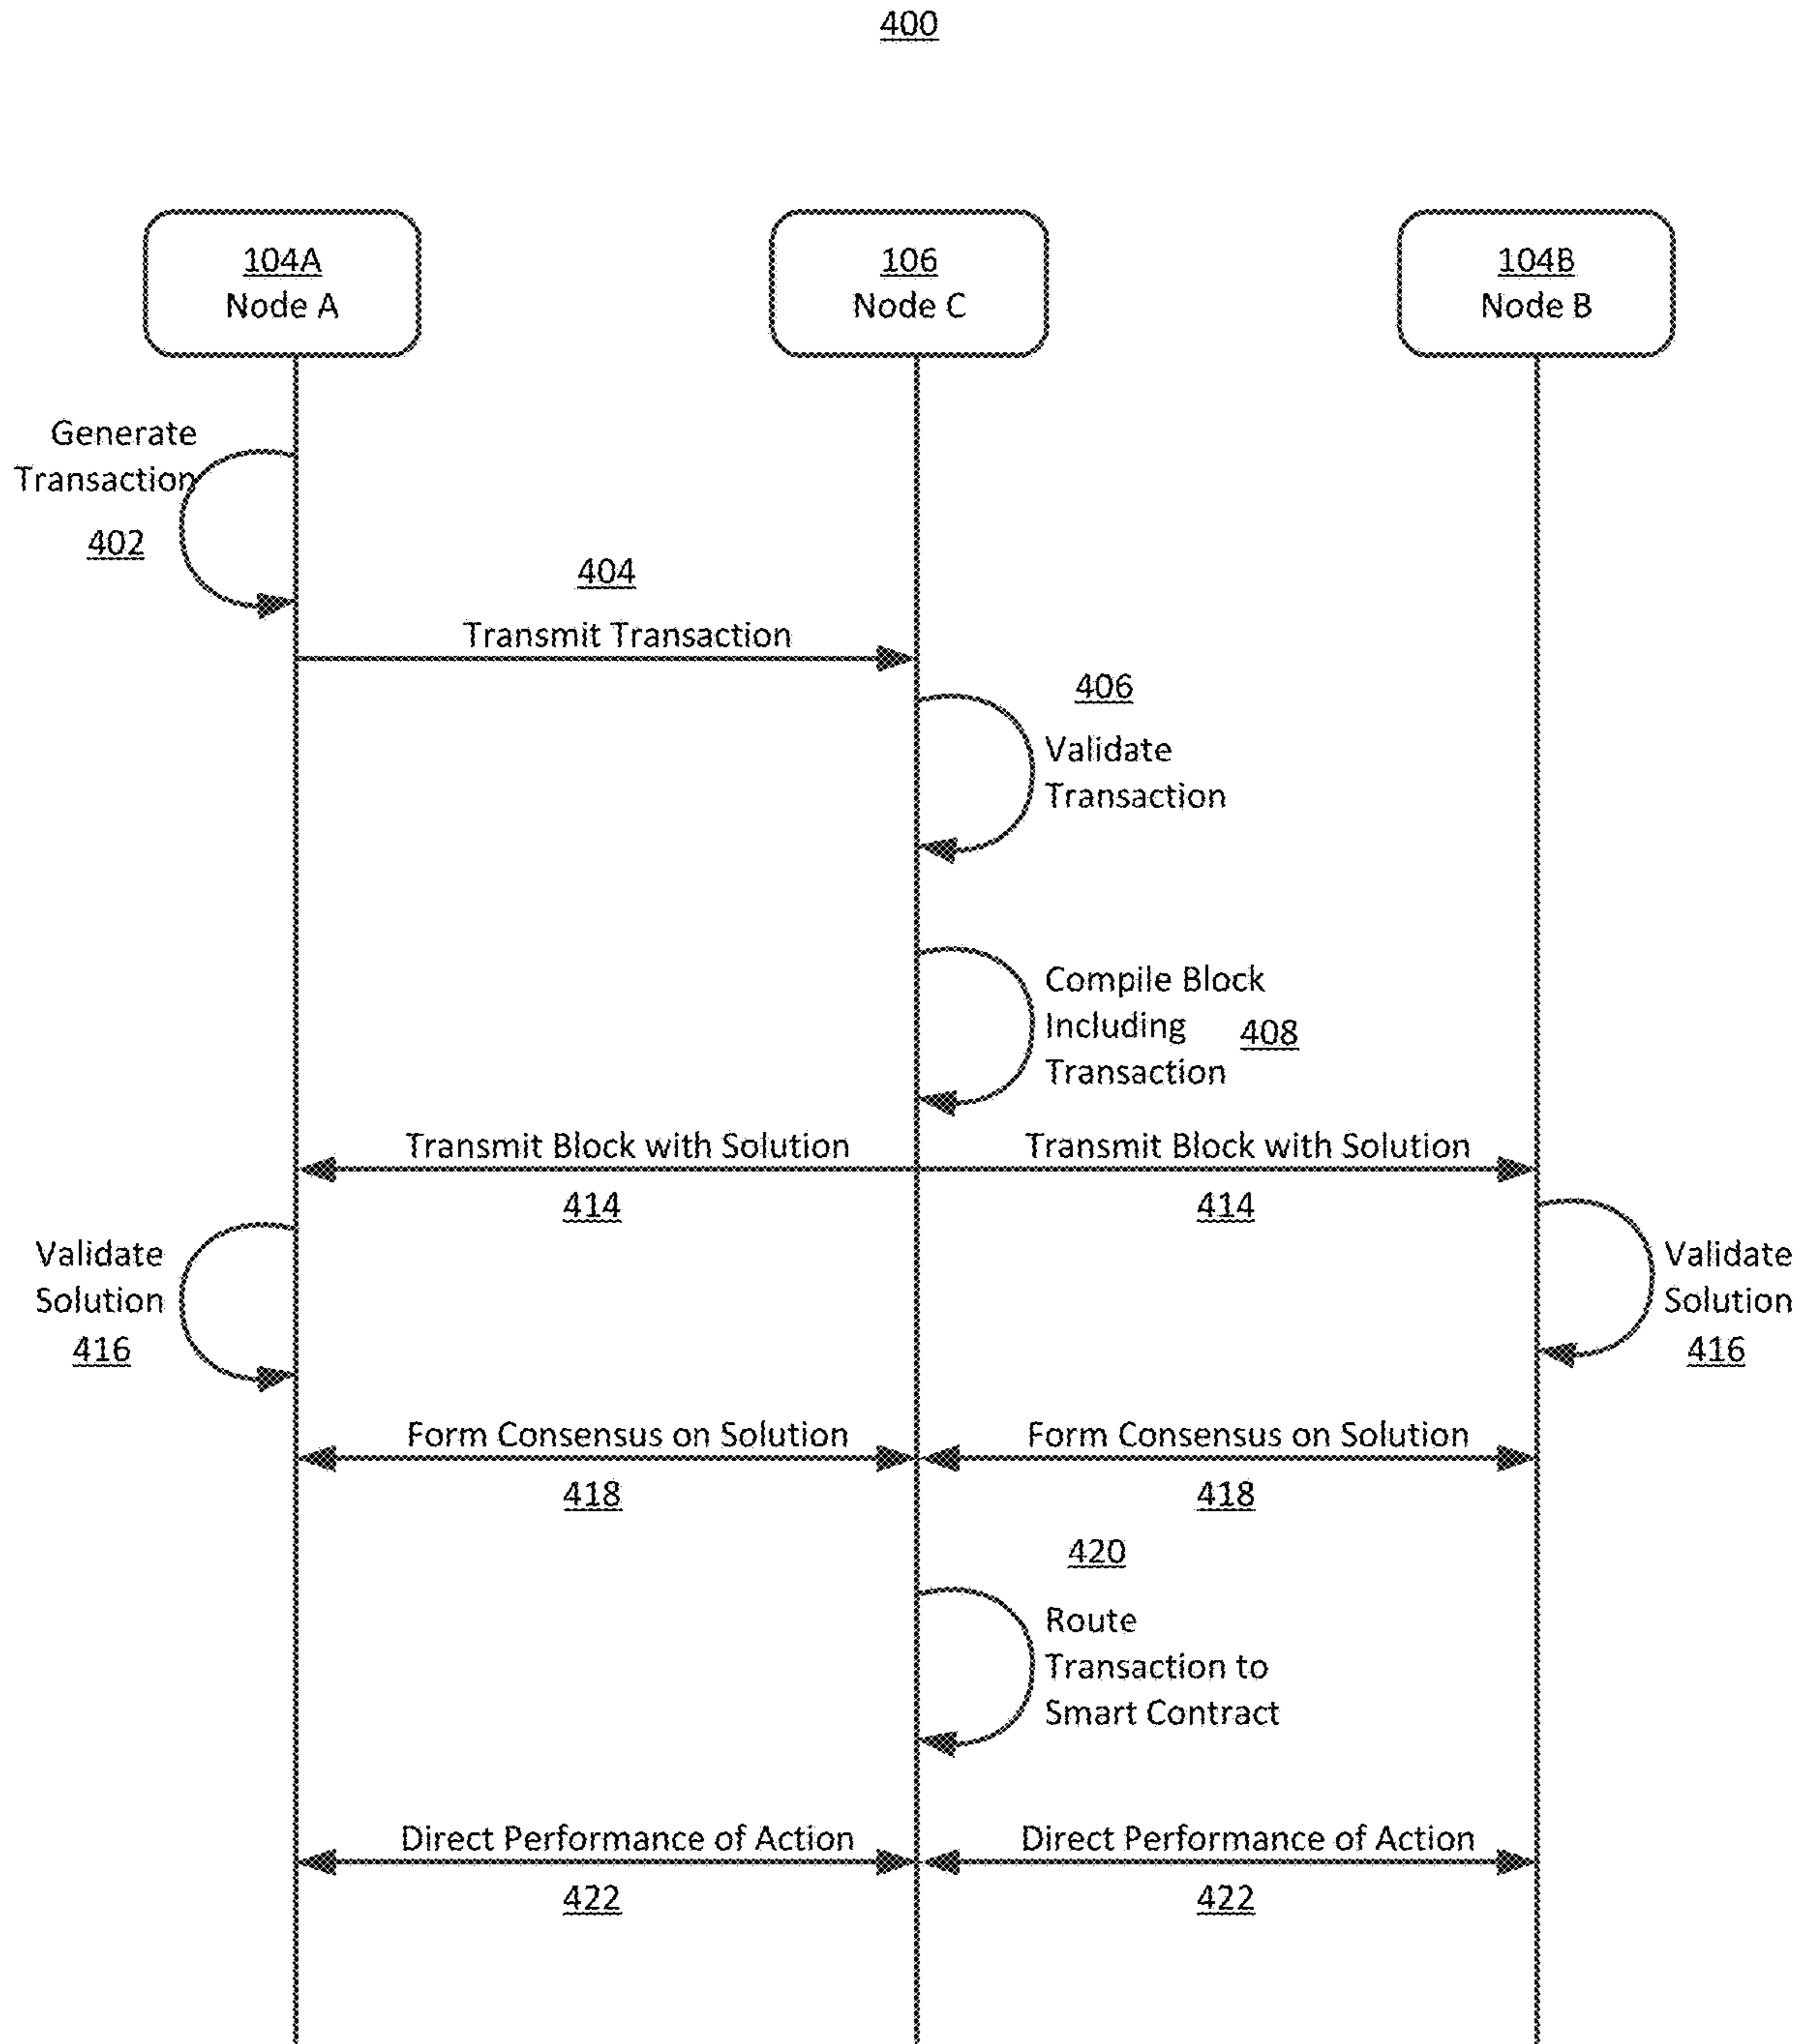 400
104A
Node A
106
Node C
104B
Node B
Generate
Transaction
402
404
Transmit Transaction
406
Validate
Transaction
Compile Block
Including
408
Transaction
Transmit Block with Solution
Transmit Block with Solution
414
414
Validate
Solution
416
Validate
Solution
416
Form Consensus on Solution
Form Consensus on Solution
418
418
420
Route
Transaction to
Smart Contract
Direct Performance of Action
Direct Performance of Action
422
422